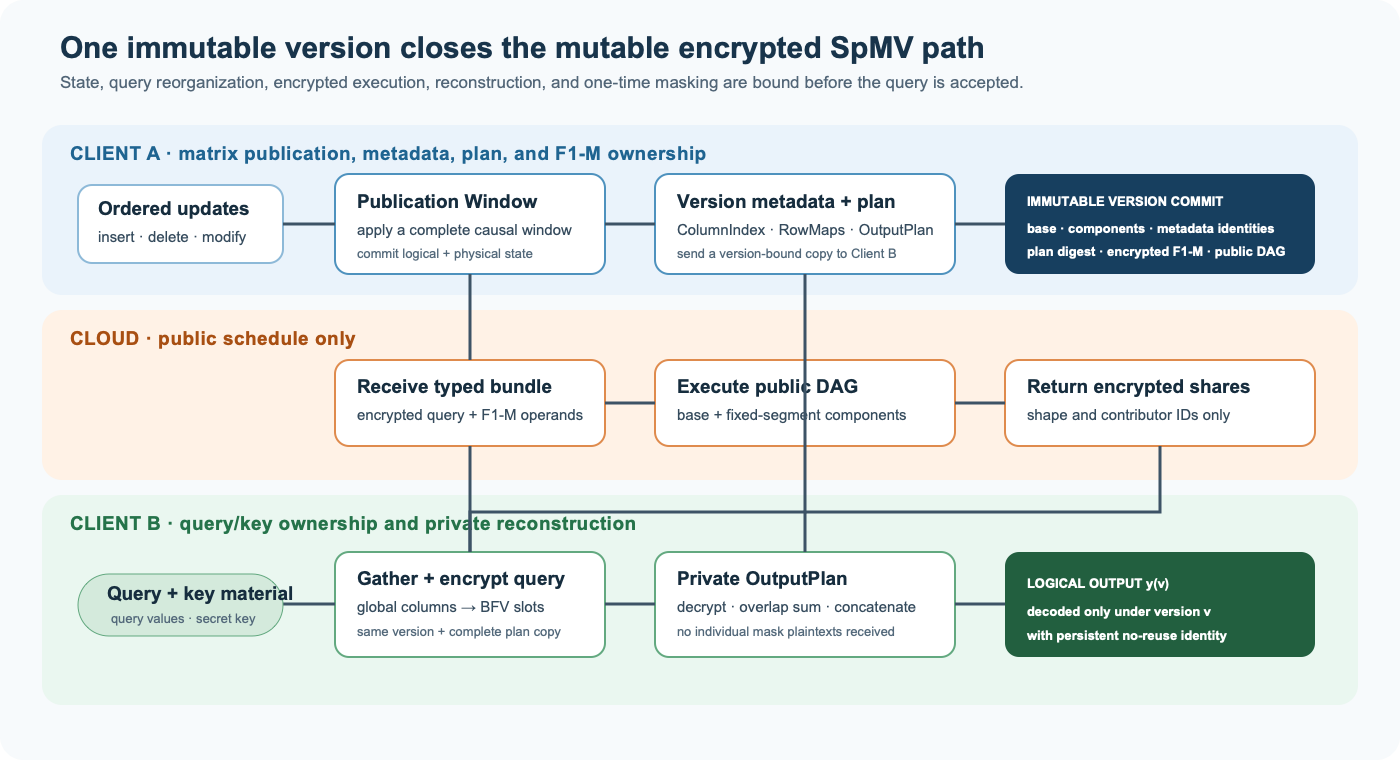 One immutable version closes the mutable encrypted SpMV path
State, query reorganization, encrypted execution, reconstruction, and one-time masking are bound before the query is accepted.
CLIENT A · matrix publication, metadata, plan, and F1-M ownership
Ordered updates
insert · delete · modify
Publication Window
apply a complete causal window
commit logical + physical state
Version metadata + plan
ColumnIndex · RowMaps · OutputPlan
send a version-bound copy to Client B
IMMUTABLE VERSION COMMIT
base · components · metadata identities
plan digest · encrypted F1-M · public DAG
CLOUD · public schedule only
Receive typed bundle
encrypted query + F1-M operands
Execute public DAG
base + fixed-segment components
Return encrypted shares
shape and contributor IDs only
CLIENT B · query/key ownership and private reconstruction
Query + key material
query values · secret key
Gather + encrypt query
global columns → BFV slots
same version + complete plan copy
Private OutputPlan
decrypt · overlap sum · concatenate
no individual mask plaintexts received
LOGICAL OUTPUT y(v)
decoded only under version v
with persistent no-reuse identity